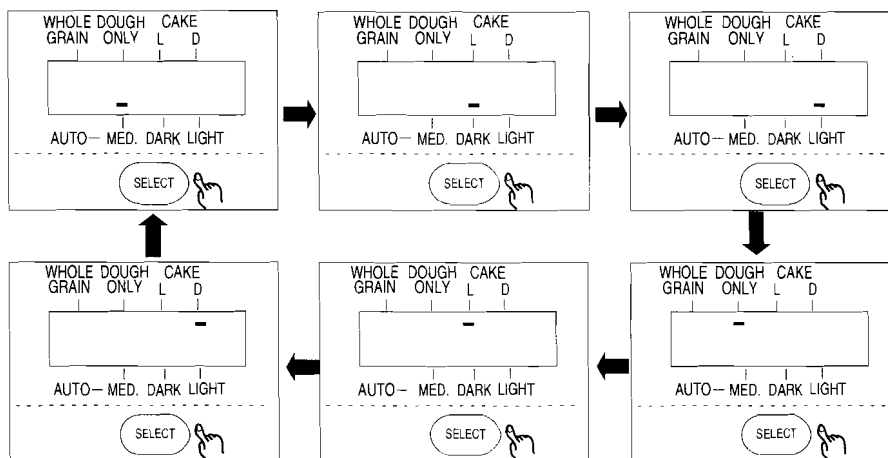 WHOLE DOUGH CAKE
GRAIN ONLY L D
AUTO— MED. DARK LIGHT
SELECT
WHOLE DOUGH CAKE
GRAIN ONLY L D
AUTO— MED. DARK LIGHT
SELECT
WHOLE DOUGH CAKE
GRAIN ONLY L D
AUTO— MED. DARK LIGHT
SELECT
WHOLE DOUGH CAKE
GRAIN ONLY L D
AUTO— MED. DARK LIGHT
SELECT
WHOLE DOUGH CAKE
GRAIN ONLY L D
AUTO- MED. DARK LIGHT
SELECT
WHOLE DOUGH CAKE
GRAIN ONLY L D
AUTO- MED. DARK LIGHT
SELECT